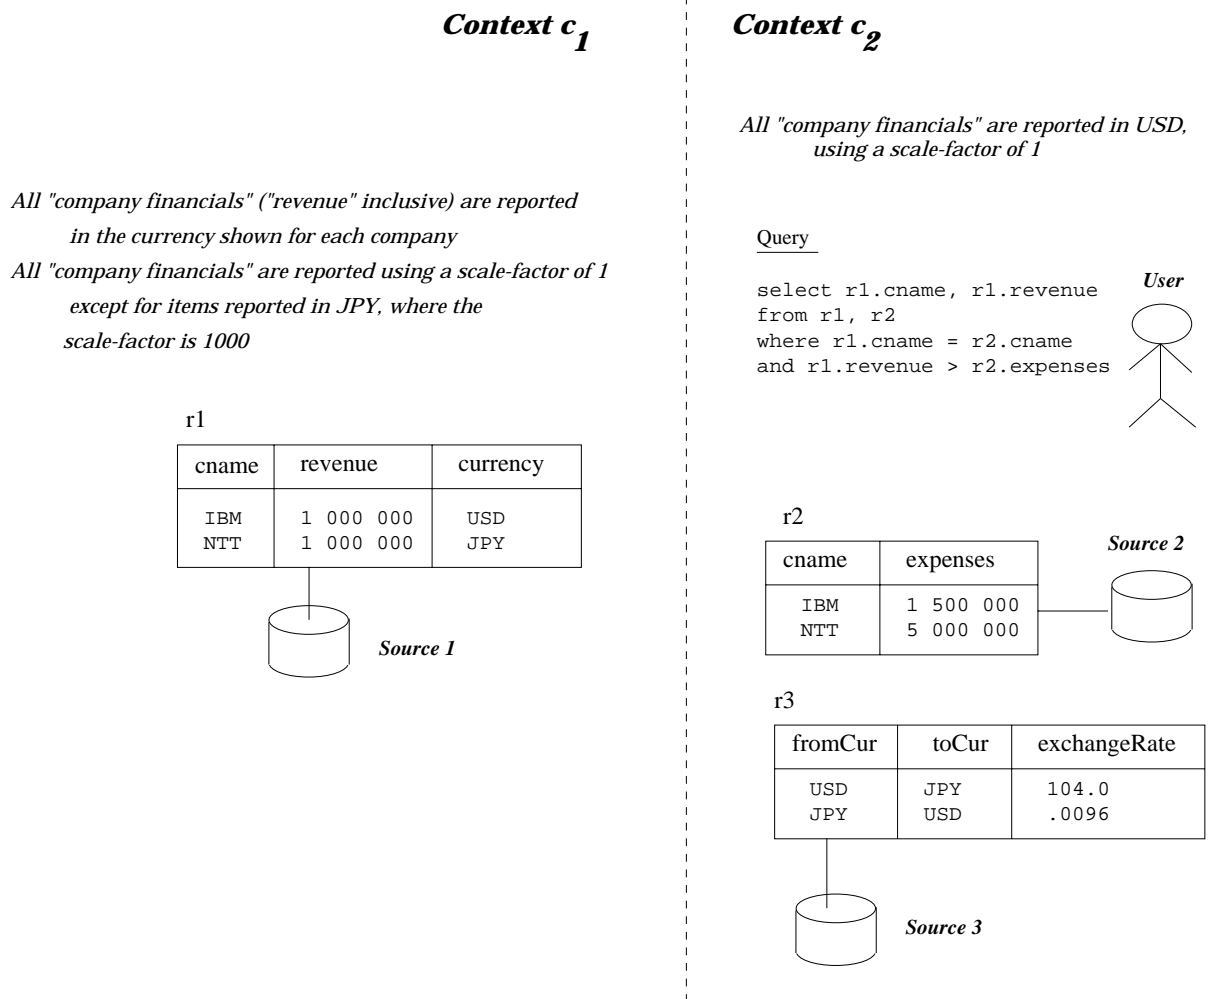 Context c1
All "company financials" ("revenue" inclusive) are reported
in the currency shown for each company
All "company financials" are reported using a scale-factor of 1
except for items reported in JPY, where the
scale-factor is 1000
r1
cname revenue currency
IBM 1 000 000 USD
NTT 1 000 000 JPY
Source 1
Context c2
All "company financials" are reported in USD,
using a scale-factor of 1
Query
select r1.cname, r1.revenue
from r1, r2
where r1.cname = r2.cname
and r1.revenue > r2.expenses
User
r2
cname expenses
IBM 1 500 000
NTT 5 000 000
Source 2
r3
fromCur toCur exchangeRate
USD JPY 104.0
JPY USD .0096
Source 3